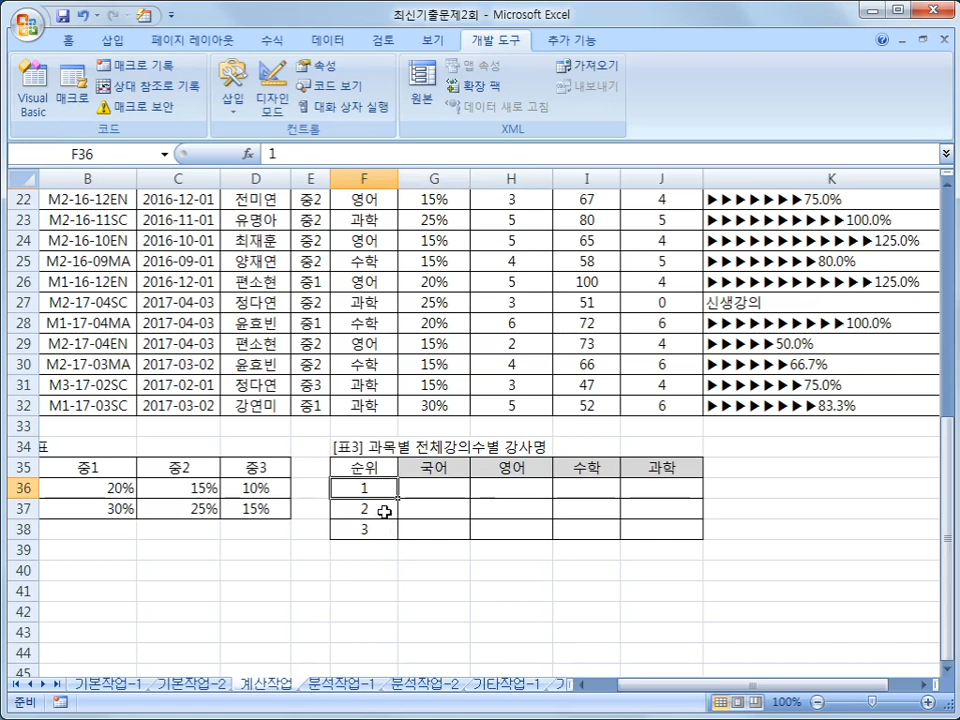 최신기출문제2회 - Microsoft Excel
홈 삽입 페이지 레이아웃 수식 데이터 검토 보기 개발 도구 추가 기능
Visual Basic
매크로
매크로 기록
상대 참조로 기록
매크로 보안
코드
삽입
디자인 모드
속성
코드 보기
대화 상자 실행
컨트롤
원본
맵 속성
확장 팩
데이터 새로 고침
가져오기
내보내기
XML
F36 fx 1
B C D E F G H I J K
22 M2-16-12EN 2016-12-01 전미연 중2 영어 15% 3 67 4 ▶▶▶▶▶▶▶75.0%
23 M2-16-11SC 2016-11-01 유명아 중2 과학 25% 5 80 5 ▶▶▶▶▶▶▶▶▶▶100.0%
24 M2-16-10EN 2016-10-01 최재훈 중2 영어 15% 5 65 4 ▶▶▶▶▶▶▶▶▶▶▶▶125.0%
25 M2-16-09MA 2016-09-01 양재연 중2 수학 15% 4 58 5 ▶▶▶▶▶▶▶▶80.0%
26 M1-16-12EN 2016-12-01 편소현 중1 영어 20% 5 100 4 ▶▶▶▶▶▶▶▶▶▶▶▶125.0%
27 M2-17-04SC 2017-04-03 정다연 중2 과학 25% 3 51 0 신생강의
28 M1-17-04MA 2017-04-03 윤효빈 중1 수학 20% 6 72 6 ▶▶▶▶▶▶▶▶▶▶100.0%
29 M2-17-04EN 2017-04-03 편소현 중2 영어 15% 2 73 4 ▶▶▶▶▶50.0%
30 M2-17-03MA 2017-03-02 윤효빈 중2 수학 15% 4 66 6 ▶▶▶▶▶▶66.7%
31 M3-17-02SC 2017-02-01 정다연 중3 과학 15% 3 47 4 ▶▶▶▶▶▶▶75.0%
32 M1-17-03SC 2017-03-02 강연미 중1 과학 30% 5 52 6 ▶▶▶▶▶▶▶▶83.3%
33
34 표 [표3] 과목별 전체강의수별 강사명
35 중1 중2 중3 순위 국어 영어 수학 과학
36 20% 15% 10% 1
37 30% 25% 15% 2
38 3
39
40
41
42
43
44
45
기본작업-1 기본작업-2 계산작업 분석작업-1 분석작업-2 기타작업-1 기
준비 100%